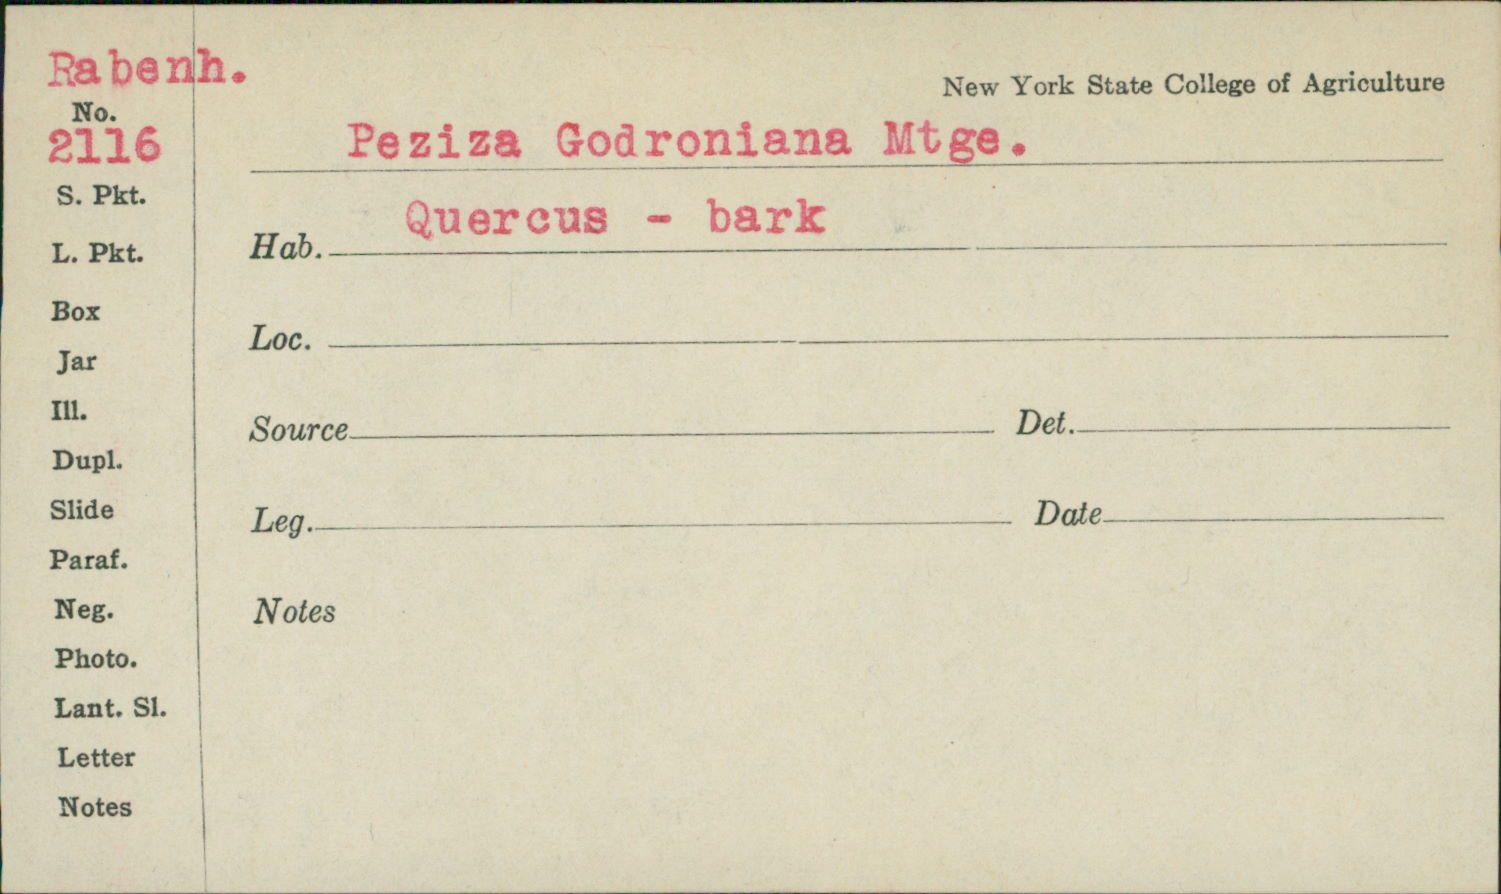 Rabenh.
New York State College of Agriculture
No.
2116
Peziza Godroniana Mtge.
S. Pkt.
Quercus - bark
Hab.
L. Pkt.
Box
Loc.
Jar
Ill.
Source Det.
Dupl.
Slide
Leg. Date
Paraf.
Neg.
Notes
Photo.
Lant. Sl.
Letter
Notes